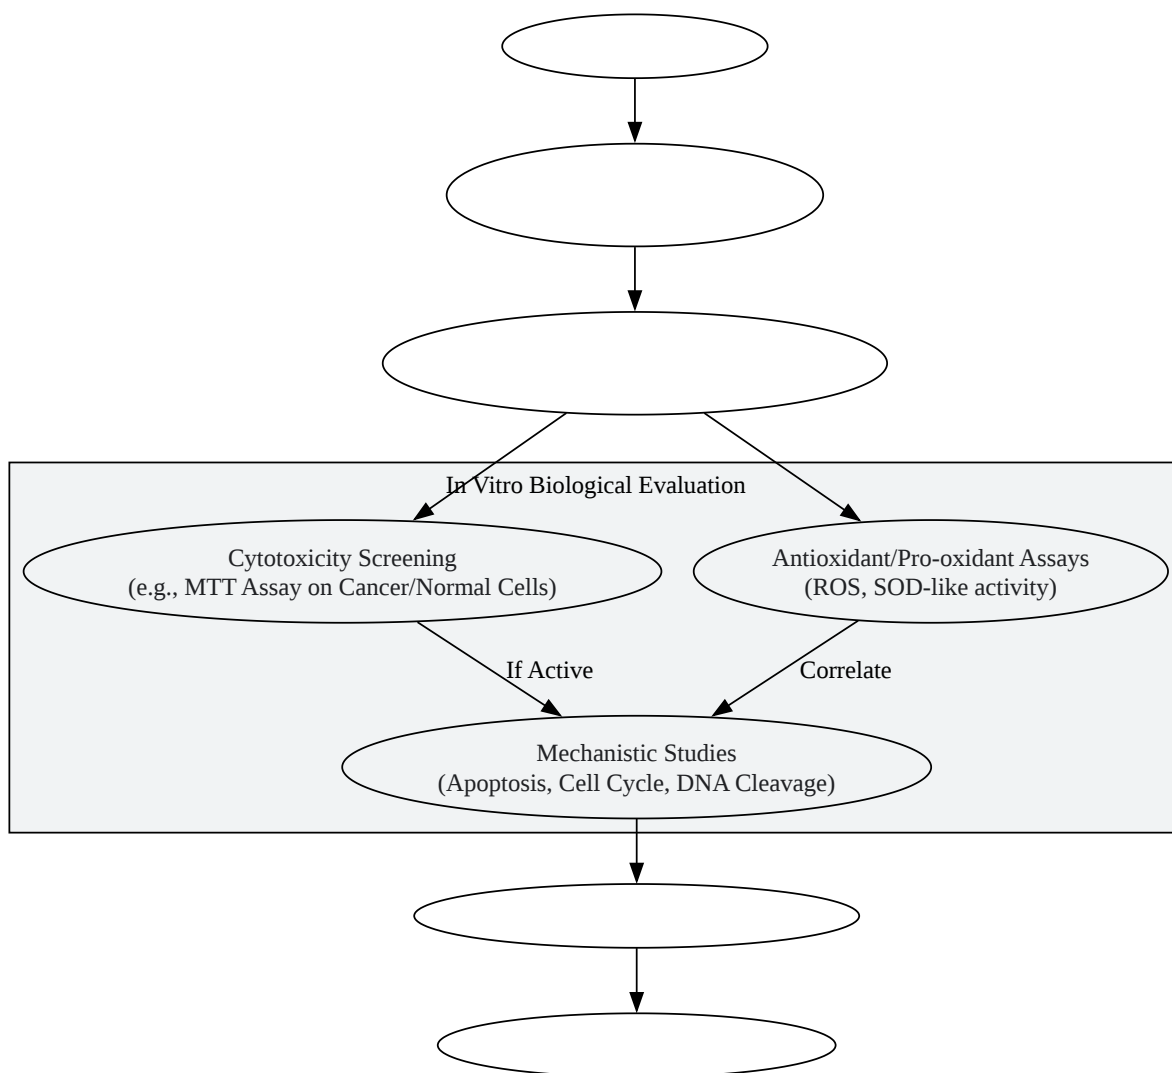 In Vitro Biological Evaluation
Cytotoxicity Screening
(e.g., MTT Assay on Cancer/Normal Cells)
Antioxidant/Pro-oxidant Assays
(ROS, SOD-like activity)
If Active
Correlate
Mechanistic Studies
(Apoptosis, Cell Cycle, DNA Cleavage)